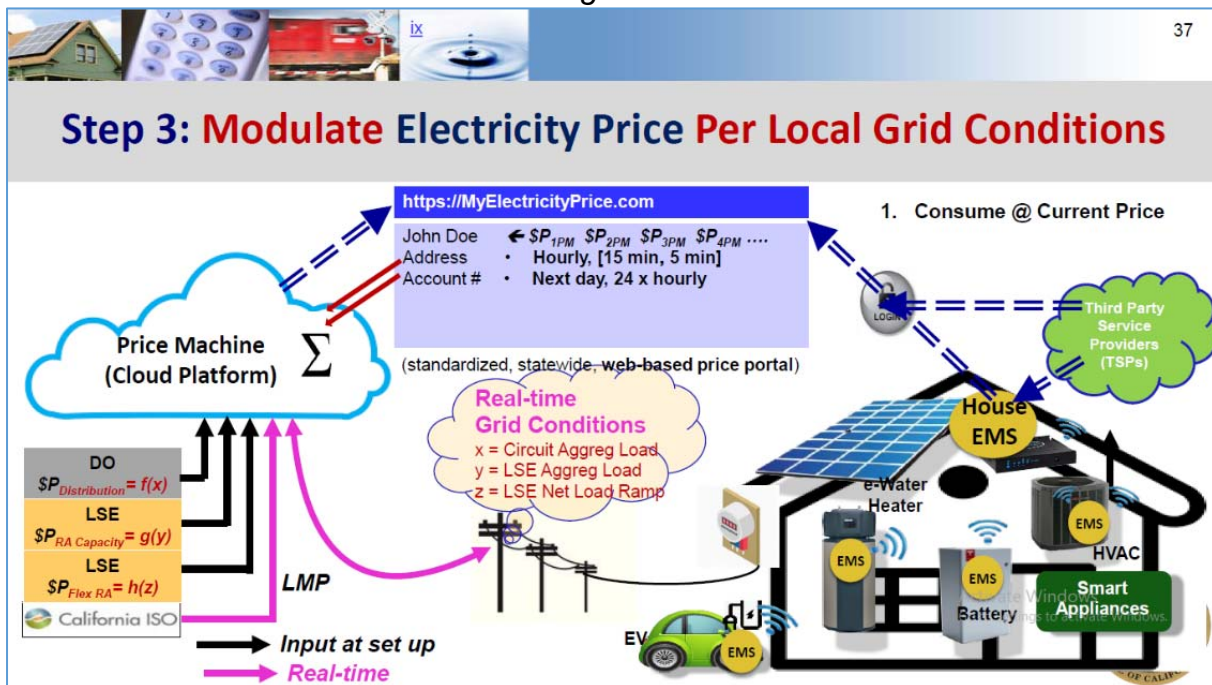 ix
37
Step 3: Modulate Electricity Price Per Local Grid Conditions
https://MyElectricityPrice.com
John Doe ← $P1PM $P2PM $P3PM $P4PM ....
Address • Hourly, [15 min, 5 min]
Account # • Next day, 24 x hourly
(standardized, statewide, web-based price portal)
1. Consume @ Current Price
LOGIN
Third Party
Service
Providers
(TSPs)
Price Machine
(Cloud Platform)
Σ
Real-time
Grid Conditions
x = Circuit Aggreg Load
y = LSE Aggreg Load
z = LSE Net Load Ramp
DO
$PDistribution= f(x)
LSE
$PRA Capacity= g(y)
LSE
$PFlex RA= h(z)
California ISO
LMP
Input at set up
Real-time
House
EMS
e-Water
Heater
EMS
EMS
HVAC
EMS
Battery
Smart
Appliances
EV
EMS